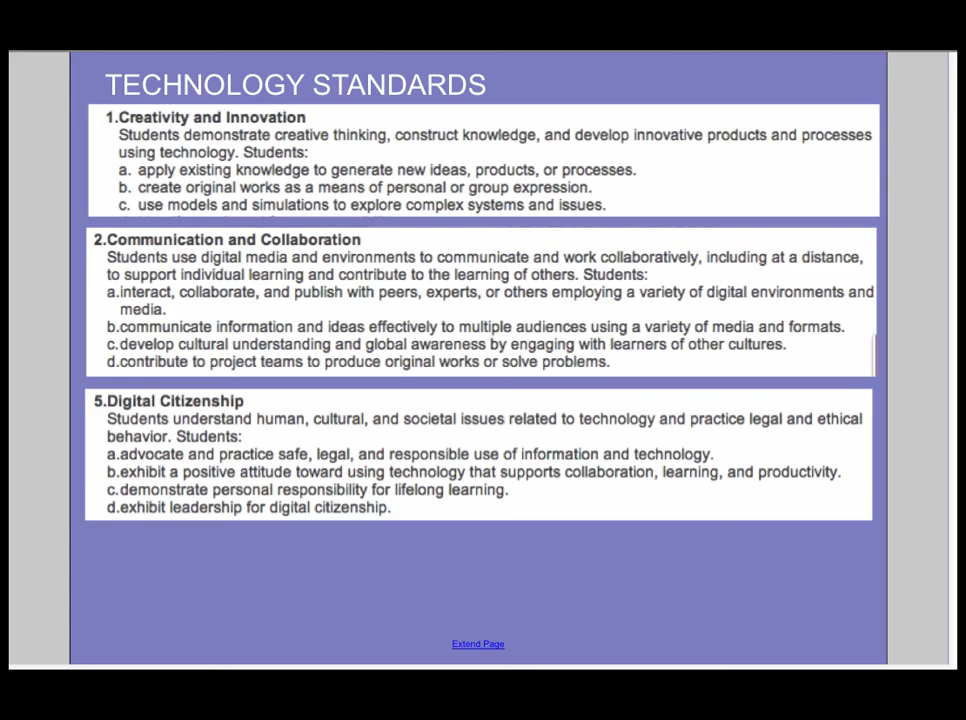 TECHNOLOGY STANDARDS
1.Creativity and Innovation
Students demonstrate creative thinking, construct knowledge, and develop innovative products and processes
using technology. Students:
a. apply existing knowledge to generate new ideas, products, or processes.
b. create original works as a means of personal or group expression.
c. use models and simulations to explore complex systems and issues.
2.Communication and Collaboration
Students use digital media and environments to communicate and work collaboratively, including at a distance,
to support individual learning and contribute to the learning of others. Students:
a.interact, collaborate, and publish with peers, experts, or others employing a variety of digital environments and
media.
b.communicate information and ideas effectively to multiple audiences using a variety of media and formats.
c.develop cultural understanding and global awareness by engaging with learners of other cultures.
d.contribute to project teams to produce original works or solve problems.
5.Digital Citizenship
Students understand human, cultural, and societal issues related to technology and practice legal and ethical
behavior. Students:
a.advocate and practice safe, legal, and responsible use of information and technology.
b.exhibit a positive attitude toward using technology that supports collaboration, learning, and productivity.
c.demonstrate personal responsibility for lifelong learning.
d.exhibit leadership for digital citizenship.
Extend Page